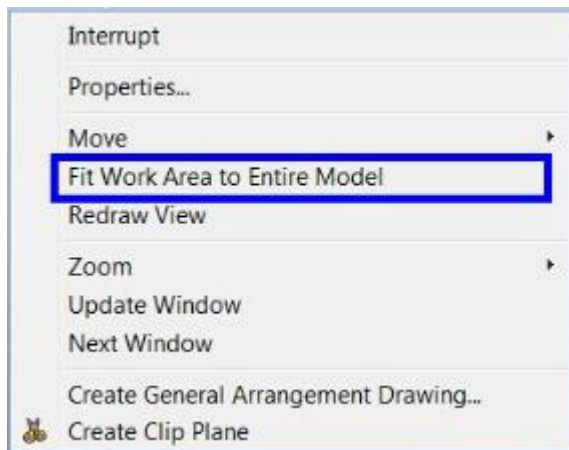 Interrupt
Properties...
Move
Fit Work Area to Entire Model
Redraw View
Zoom
Update Window
Next Window
Create General Arrangement Drawing...
Create Clip Plane